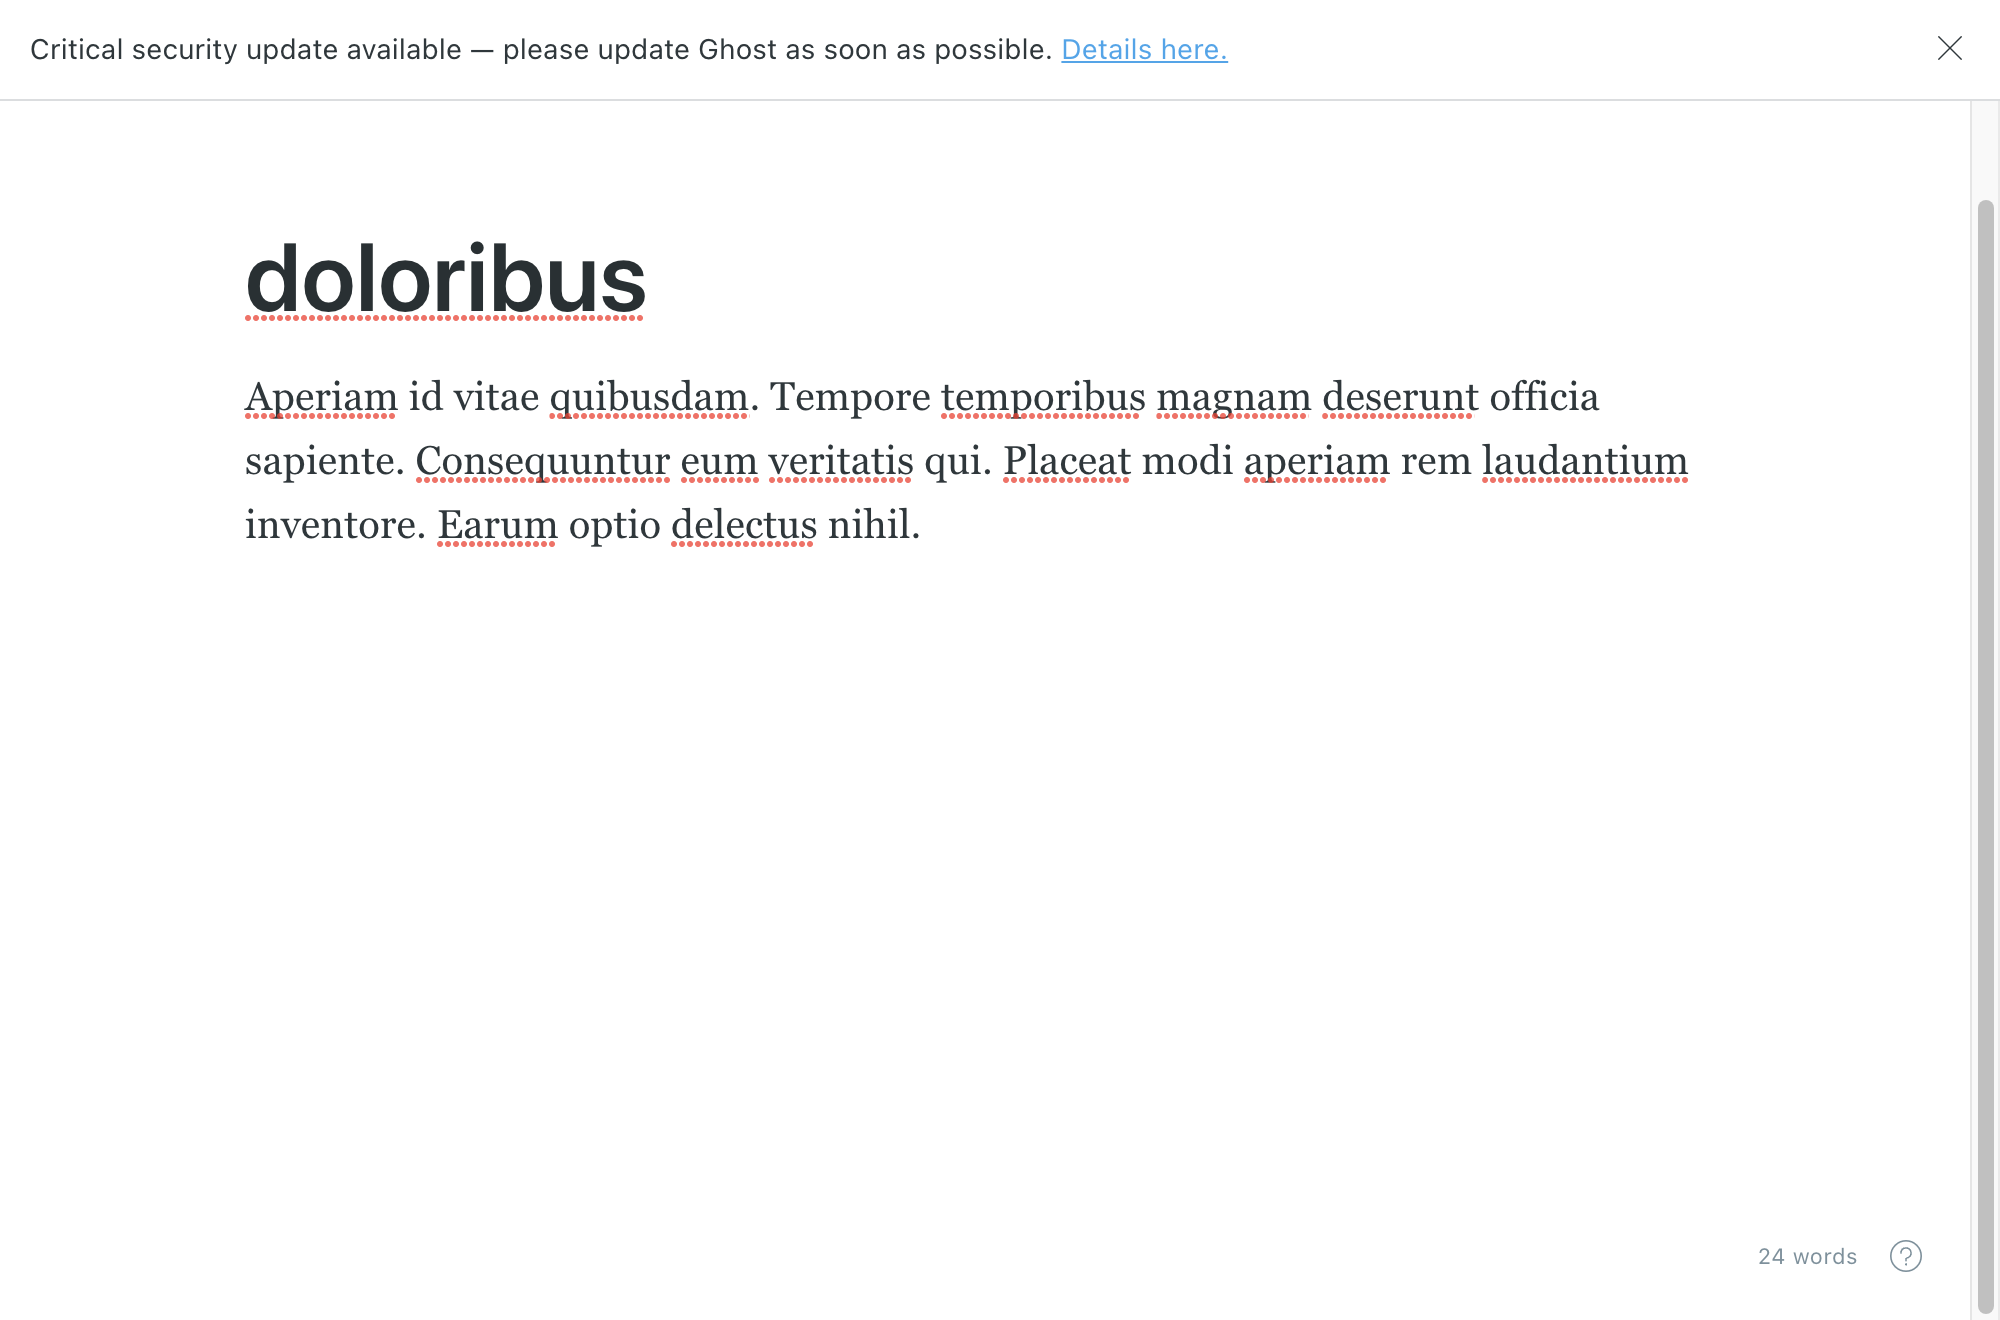 Critical security update available — please update Ghost as soon as possible. Details here.
doloribus
Aperiam id vitae quibusdam. Tempore temporibus magnam deserunt officia
sapiente. Consequuntur eum veritatis qui. Placeat modi aperiam rem laudantium
inventore. Earum optio delectus nihil.
24 words ?